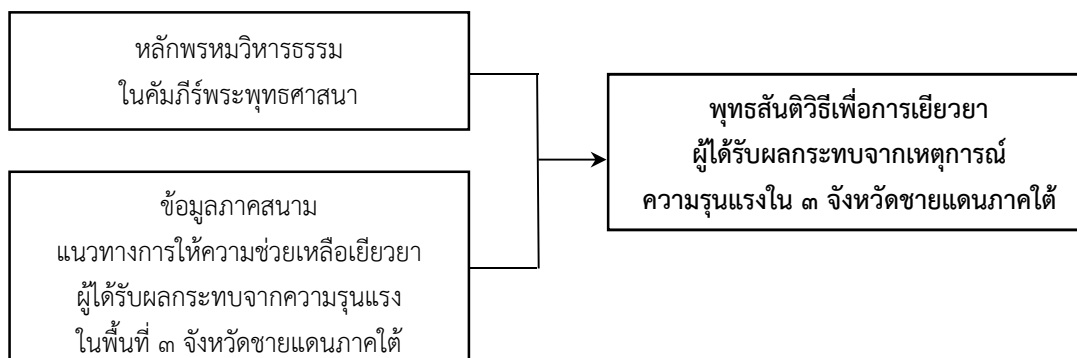 หลักพรหมวิหารธรรม
ในคัมภีร์พระพุทธศาสนา
ข้อมูลภาคสนาม
แนวทางการให้ความช่วยเหลือเยียวยา
ผู้ได้รับผลกระทบจากความรุนแรง
ในพื้นที่ ๓ จังหวัดชายแดนภาคใต้
พุทธสันติวิธีเพื่อการเยียวยา
ผู้ได้รับผลกระทบจากเหตุการณ์
ความรุนแรงใน ๓ จังหวัดชายแดนภาคใต้